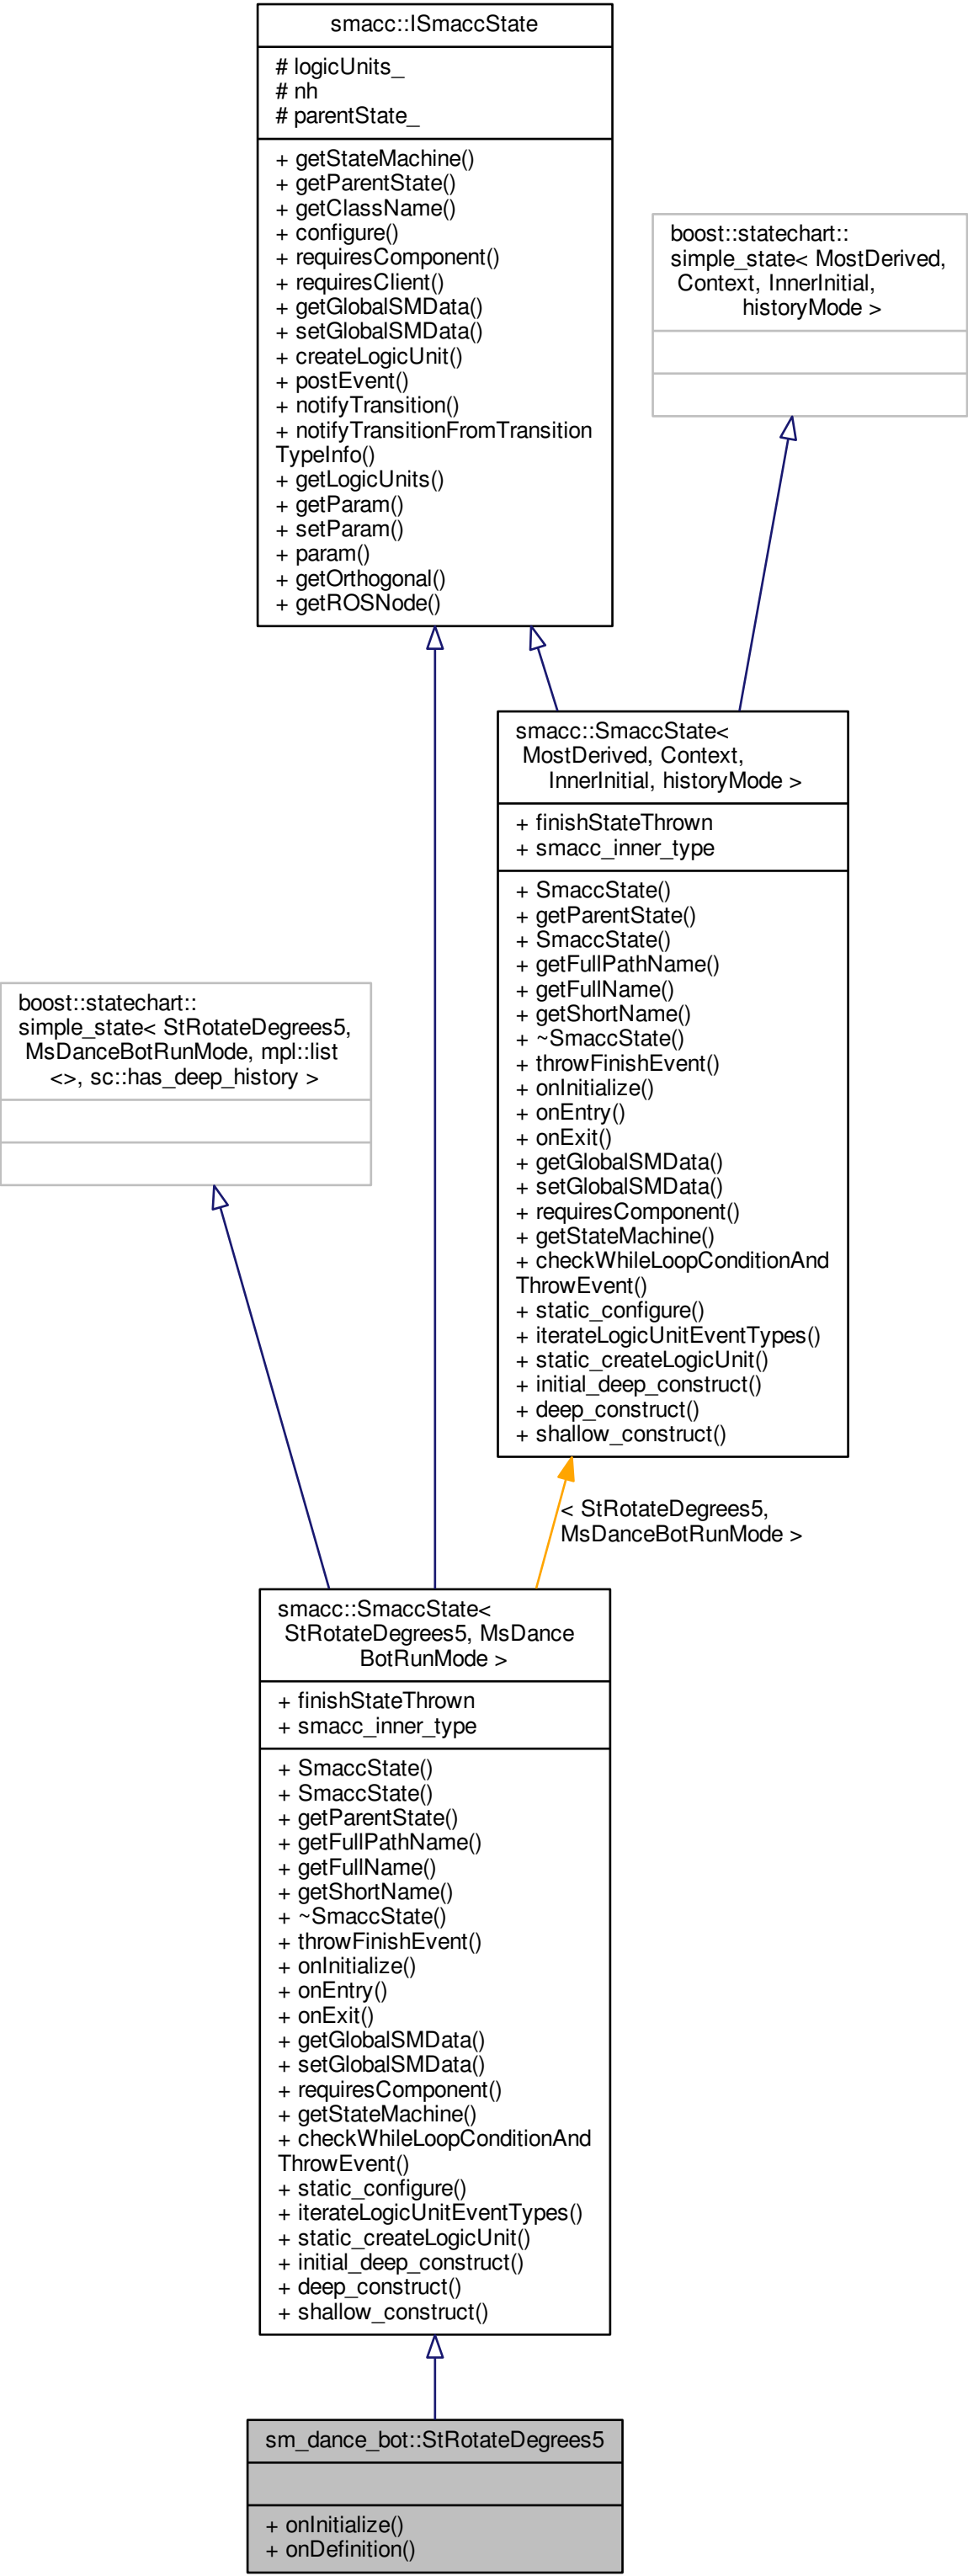 smacc::ISmaccState
# logicUnits_
# nh
# parentState_
+ getStateMachine()
+ getParentState()
+ getClassName()
+ configure()
+ requiresComponent()
+ requiresClient()
+ getGlobalSMData()
+ setGlobalSMData()
+ createLogicUnit()
+ postEvent()
+ notifyTransition()
+ notifyTransitionFromTransition
TypeInfo()
+ getLogicUnits()
+ getParam()
+ setParam()
+ param()
+ getOrthogonal()
+ getROSNode()
boost::statechart::
simple_state< MostDerived,
Context, InnerInitial,
historyMode >
smacc::SmaccState<
MostDerived, Context,
InnerInitial, historyMode >
+ finishStateThrown
+ smacc_inner_type
+ SmaccState()
+ getParentState()
+ SmaccState()
+ getFullPathName()
+ getFullName()
+ getShortName()
+ ~SmaccState()
+ throwFinishEvent()
+ onInitialize()
+ onEntry()
+ onExit()
+ getGlobalSMData()
+ setGlobalSMData()
+ requiresComponent()
+ getStateMachine()
+ checkWhileLoopConditionAnd
ThrowEvent()
+ static_configure()
+ iterateLogicUnitEventTypes()
+ static_createLogicUnit()
+ initial_deep_construct()
+ deep_construct()
+ shallow_construct()
boost::statechart::
simple_state< StRotateDegrees5,
MsDanceBotRunMode, mpl::list
<>, sc::has_deep_history >
< StRotateDegrees5,
MsDanceBotRunMode >
smacc::SmaccState<
StRotateDegrees5, MsDance
BotRunMode >
+ finishStateThrown
+ smacc_inner_type
+ SmaccState()
+ SmaccState()
+ getParentState()
+ getFullPathName()
+ getFullName()
+ getShortName()
+ ~SmaccState()
+ throwFinishEvent()
+ onInitialize()
+ onEntry()
+ onExit()
+ getGlobalSMData()
+ setGlobalSMData()
+ requiresComponent()
+ getStateMachine()
+ checkWhileLoopConditionAnd
ThrowEvent()
+ static_configure()
+ iterateLogicUnitEventTypes()
+ static_createLogicUnit()
+ initial_deep_construct()
+ deep_construct()
+ shallow_construct()
sm_dance_bot::StRotateDegrees5
+ onInitialize()
+ onDefinition()